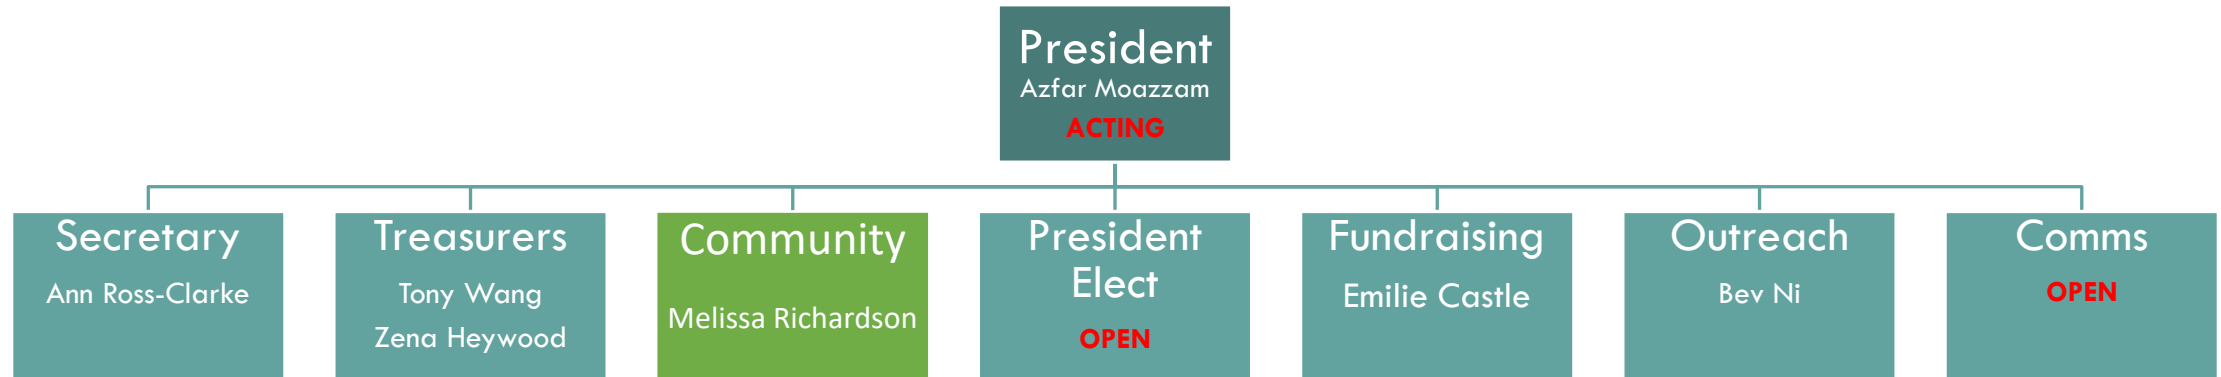 President
Azfar Moazzam
ACTING
Secretary
Ann Ross-Clarke
Treasurers
Tony Wang
Zena Heywood
Community
Melissa Richardson
President
Elect
OPEN
Fundraising
Emilie Castle
Outreach
Bev Ni
Comms
OPEN